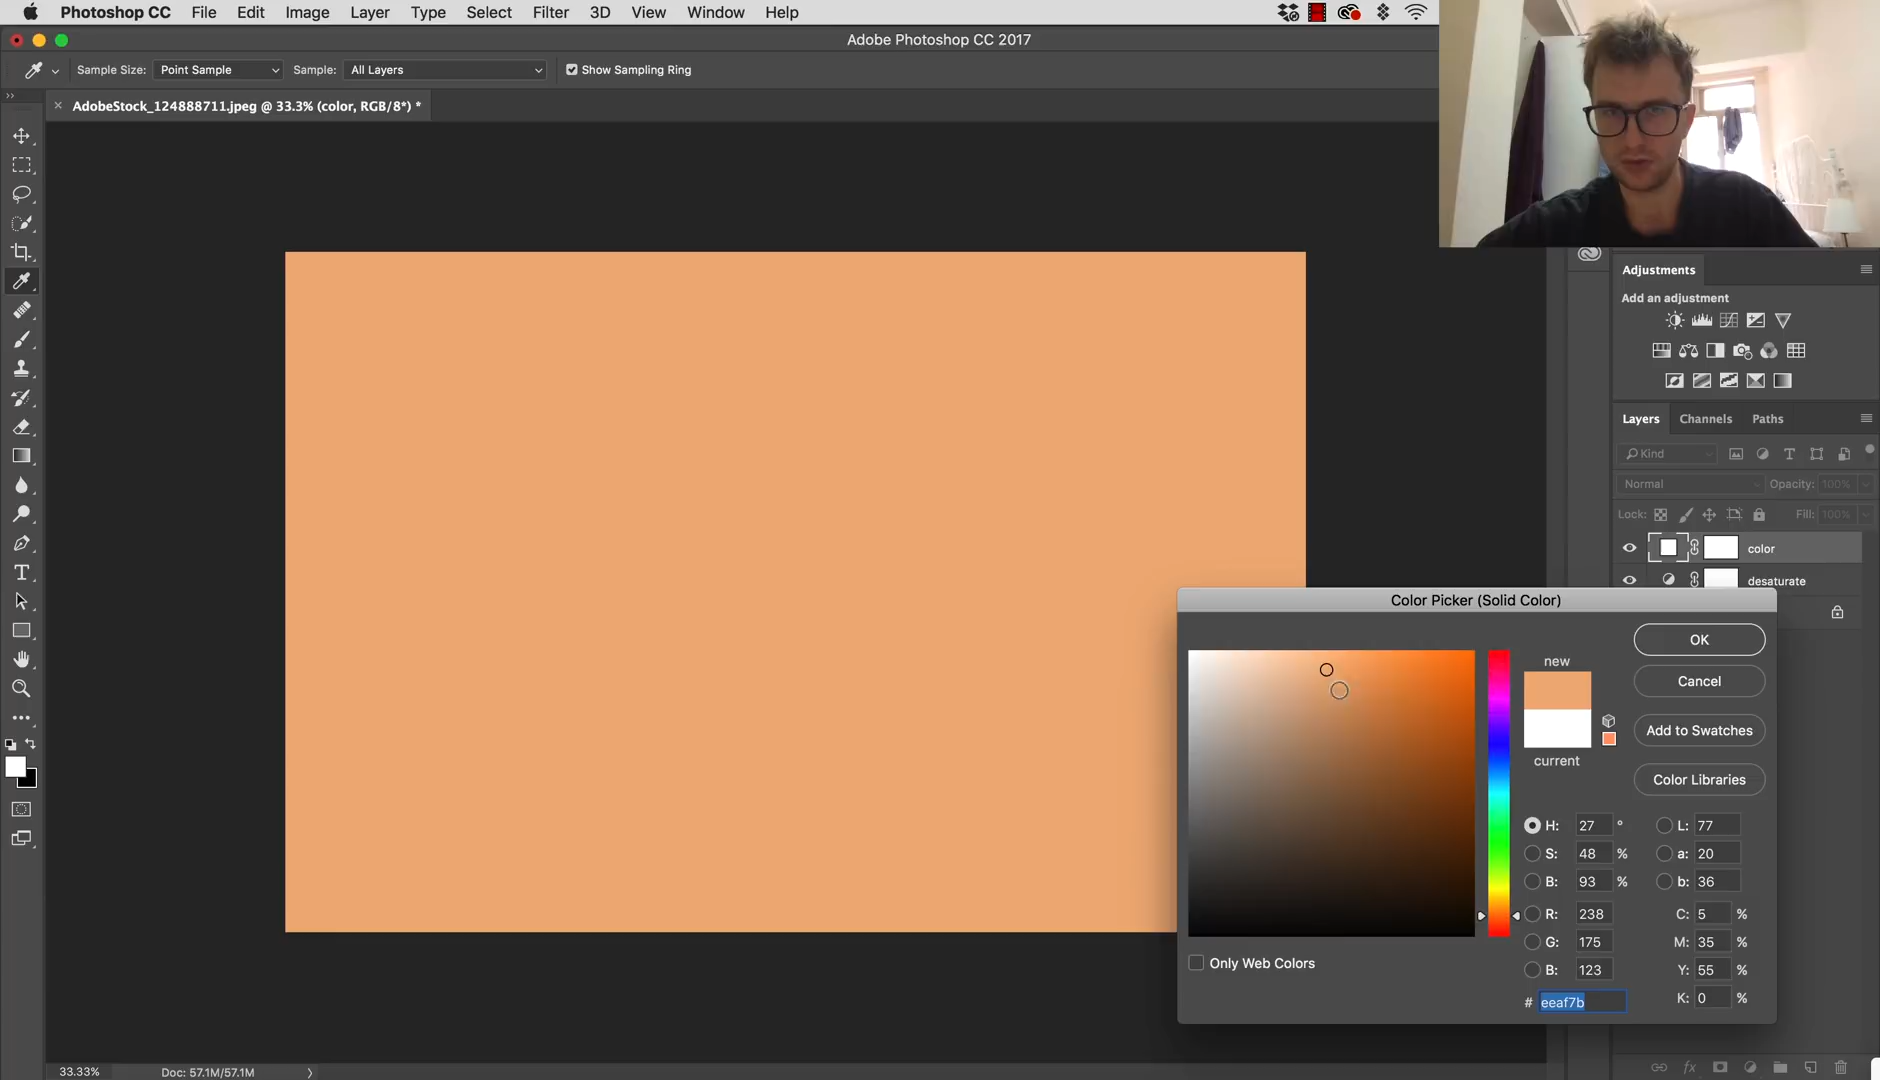 Photoshop CC File Edit Image Layer Type Select Filter 3D View Window Help
Adobe Photoshop CC 2017
Sample Size: Point Sample Sample: All Layers Show Sampling Ring
AdobeStock_124888711.jpeg @ 33.3% (color, RGB/8*) *
Adjustments
Add an adjustment
Layers Channels Paths
Kind
Normal Opacity: 100%
Lock: Fill: 100%
color
desaturate
Color Picker (Solid Color)
OK
new
Cancel
Add to Swatches
current
Color Libraries
H: 27 ° L: 77
S: 48 % a: 20
B: 93 % b: 36
R: 238 C: 5 %
G: 175 M: 35 %
B: 123 Y: 55 %
Only Web Colors
# eeaf7b K: 0 %
33.33% Doc: 57.1M/57.1M